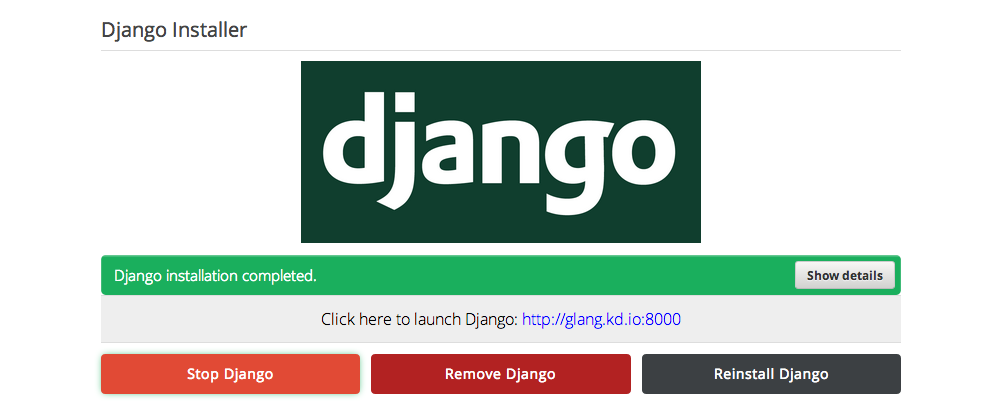 Django Installer
django
Django installation completed.
Show details
Click here to launch Django: http://glang.kd.io:8000
Stop Django
Remove Django
Reinstall Django